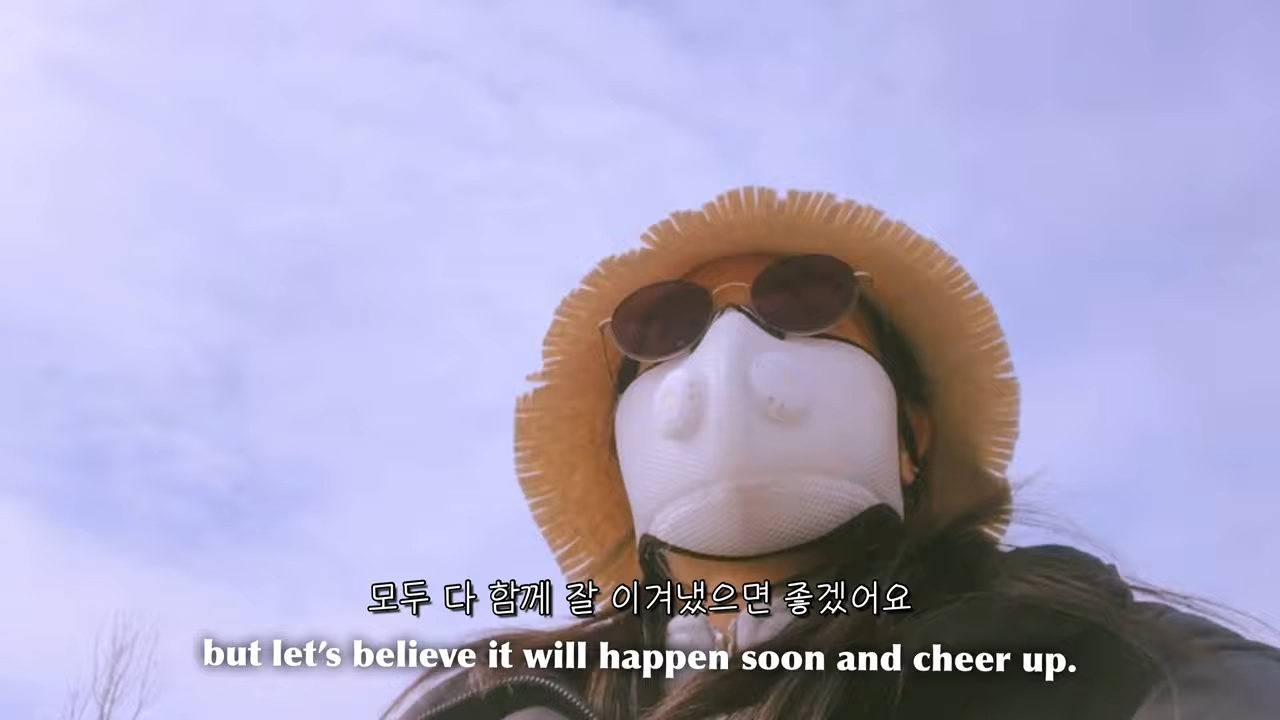 모두 다 함께 잘 이겨냈으면 좋겠어요
but let's believe it will happen soon and cheer up.